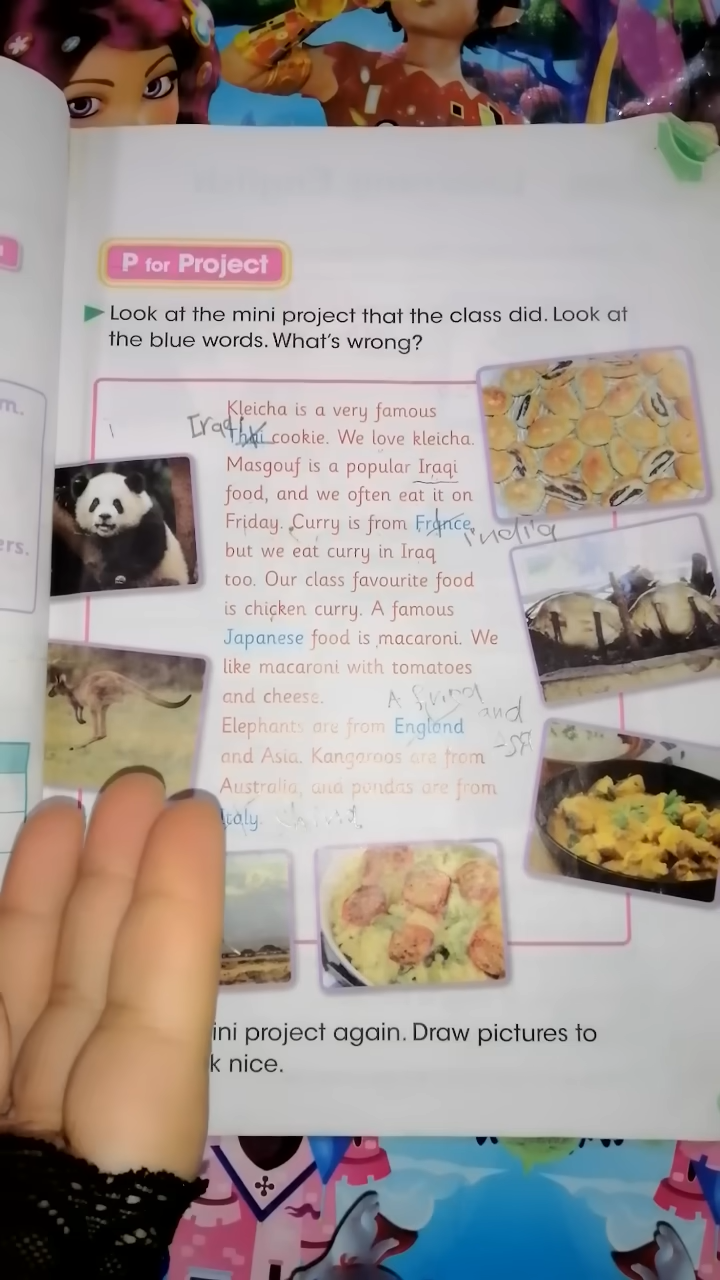 P for Project
Look at the mini project that the class did. Look at
the blue words. What's wrong?
m.
Kleicha is a very famous
Iraqi
Thai cookie. We love kleicha.
Masgouf is a popular Iraqi
food, and we often eat it on
Friday. Curry is from France,
india
but we eat curry in Iraq
ers.
too. Our class favourite food
is chicken curry. A famous
Japanese food is macaroni. We
like macaroni with tomatoes
and cheese.
and
Elephants are from England
and Asia. Kangaroos are from
Australia, and pandas are from
Italy.
ini project again. Draw pictures to
k nice.